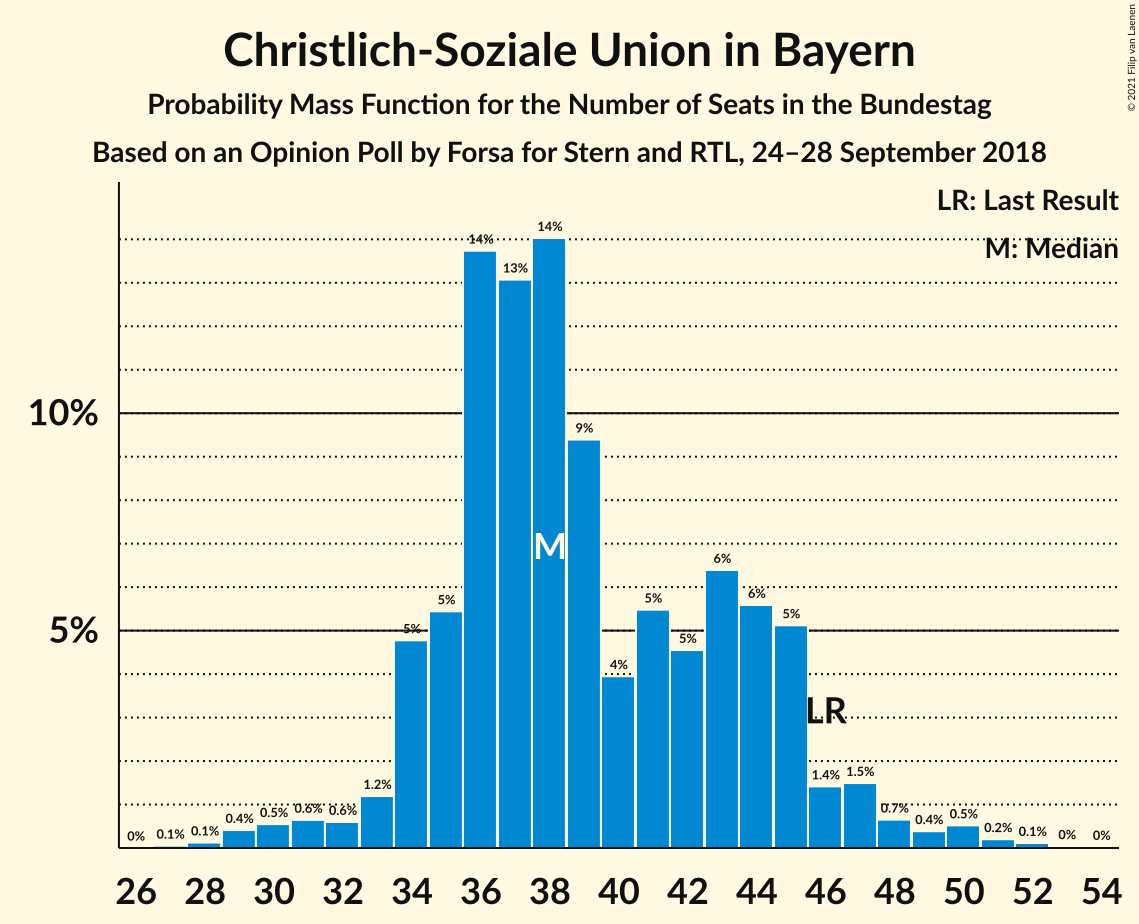 Christlich-Soziale Union in Bayern
Probability Mass Function for the Number of Seats in the Bundestag
Based on an Opinion Poll by Forsa for Stern and RTL, 24–28 September 2018
© 2021 Filip van Laenen
LR: Last Result
M: Median
10%
5%
0% 0.1% 0.1% 0.4% 0.5% 0.6% 0.6% 1.2% 5% 5% 14% 13% 14% 9% 4% 5% 5% 6% 6% 5% 1.4% 1.5% 0.7% 0.4% 0.5% 0.2% 0.1% 0% 0%
M
LR
26 28 30 32 34 36 38 40 42 44 46 48 50 52 54